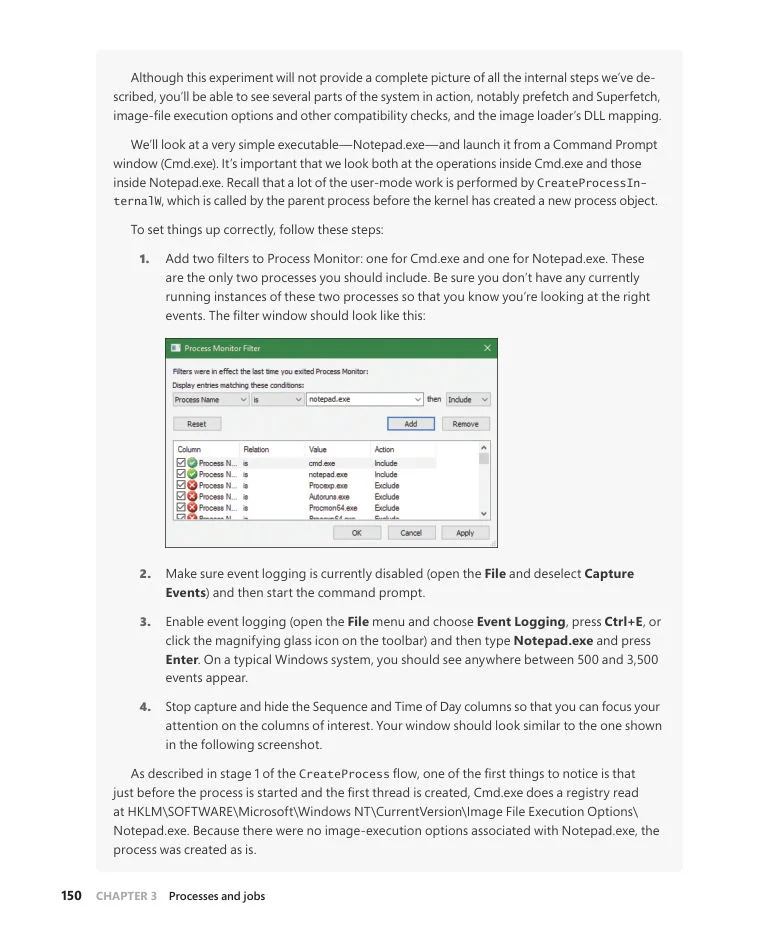 Although this experiment will not provide a complete picture of all the internal steps we've de-
scribed, you'll be able to see several parts of the system in action, notably prefetch and Superfetch,
image-file execution options and other compatibility checks, and the image loader's DLL mapping.
We'll look at a very simple executable—Notepad.exe—and launch it from a Command Prompt
window (Cmd.exe). It's important that we look both at the operations inside Cmd.exe and those
inside Notepad.exe. Recall that a lot of the user-mode work is performed by CreateProcessIn-
ternalW, which is called by the parent process before the kernel has created a new process object.
To set things up correctly, follow these steps:
1. Add two filters to Process Monitor: one for Cmd.exe and one for Notepad.exe. These
are the only two processes you should include. Be sure you don't have any currently
running instances of these two processes so that you know you're looking at the right
events. The filter window should look like this:
Process Monitor Filter
Filters were in effect the last time you exited Process Monitor:
Display entries matching these conditions:
Process Name is notepad.exe then Include
Reset Add Remove
Column Relation Value Action
Process N... is cmd.exe Include
Process N... is notepad.exe Include
Process N... is Procexp.exe Exclude
Process N... is Autoruns.exe Exclude
Process N... is Procmon64.exe Exclude
OK Cancel Apply
2. Make sure event logging is currently disabled (open the File and deselect Capture
Events) and then start the command prompt.
3. Enable event logging (open the File menu and choose Event Logging, press Ctrl+E, or
click the magnifying glass icon on the toolbar) and then type Notepad.exe and press
Enter. On a typical Windows system, you should see anywhere between 500 and 3,500
events appear.
4. Stop capture and hide the Sequence and Time of Day columns so that you can focus your
attention on the columns of interest. Your window should look similar to the one shown
in the following screenshot.
As described in stage 1 of the CreateProcess flow, one of the first things to notice is that
just before the process is started and the first thread is created, Cmd.exe does a registry read
at HKLM\SOFTWARE\Microsoft\Windows NT\CurrentVersion\Image File Execution Options\
Notepad.exe. Because there were no image-execution options associated with Notepad.exe, the
process was created as is.
150 CHAPTER 3 Processes and jobs